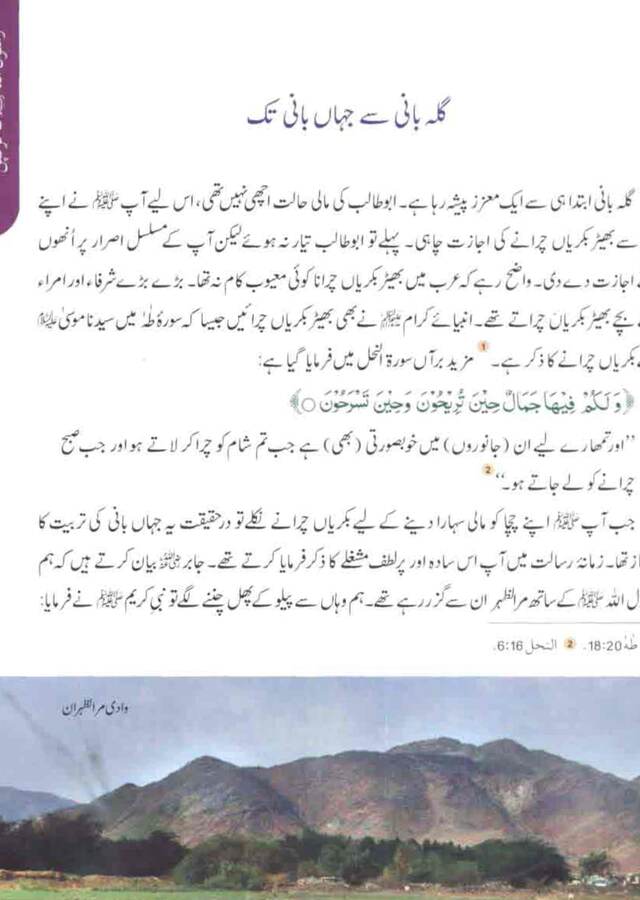 گلہ بانی سے جہاں بانی تک
گلہ بانی ابتدا ہی سے ایک معزز پیشہ رہا ہے۔ ابوطالب کی مالی حالت اچھی نہیں تھی، اس لیے آپ ﷺ نے اپنے
سے بھیڑ بکریاں چرانے کی اجازت چاہی۔ پہلے تو ابوطالب تیار نہ ہوئے لیکن آپ کے مسلسل اصرار پر اُنھوں
اجازت دے دی۔ واضح رہے کہ عرب میں بھیڑ بکریاں چرانا کوئی معیوب کام نہ تھا۔ بڑے بڑے شرفاء اور امراء
بچے بھیڑ بکریاں چراتے تھے۔ انبیائے کرام علیہم السلام نے بھی بھیڑ بکریاں چرائیں جیسا کہ سورۂ طٰہٰ میں سیدنا موسیٰ علیہ السلام
بکریاں چرانے کا ذکر ہے۔ 1 مزید برآں سورۃ النحل میں فرمایا گیا ہے:
﴿وَلَكُمْ فِيهَا جَمَالٌ حِيْنَ تُرِيْحُوْنَ وَحِيْنَ تَسْرَحُوْنَ ○﴾
”اور تمھارے لیے ان (جانوروں) میں خوبصورتی (بھی) ہے جب تم شام کو چرا کر لاتے ہو اور جب صبح
چرانے کو لے جاتے ہو۔“ 2
جب آپ ﷺ اپنے چچا کو مالی سہارا دینے کے لیے بکریاں چرانے نکلے تو درحقیقت یہ جہاں بانی کی تربیت کا
تھا۔ زمانۂ رسالت میں آپ اس سادہ اور پرلطف مشغلے کا ذکر فرمایا کرتے تھے۔ جابر رضی اللہ عنہ بیان کرتے ہیں کہ ہم
اللہ ﷺ کے ساتھ مرالظہران سے گزر رہے تھے۔ ہم وہاں سے پیلو کے پھل چننے لگے تو نبی کریم ﷺ نے فرمایا:
طٰهٰ 18:20. 2 النحل 6:16.
وادی مرالظہران